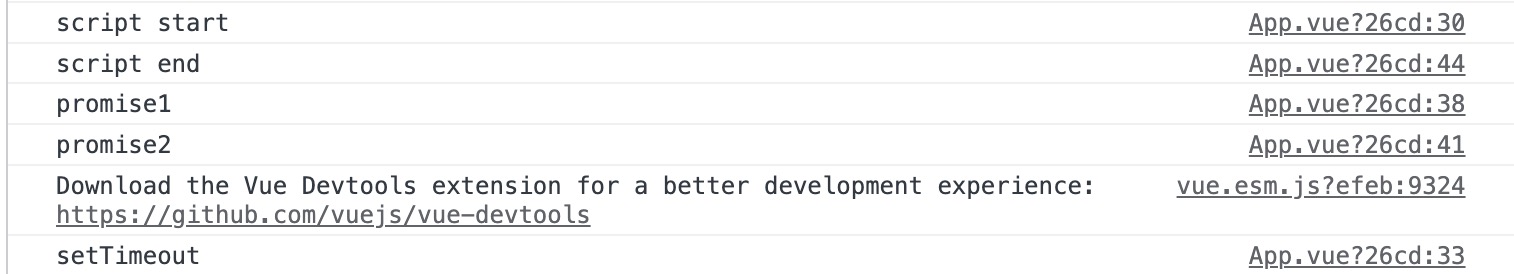 script start App.vue?26cd:30
script end App.vue?26cd:44
promise1 App.vue?26cd:38
promise2 App.vue?26cd:41
Download the Vue Devtools extension for a better development experience: vue.esm.js?efeb:9324
https://github.com/vuejs/vue-devtools
setTimeout App.vue?26cd:33